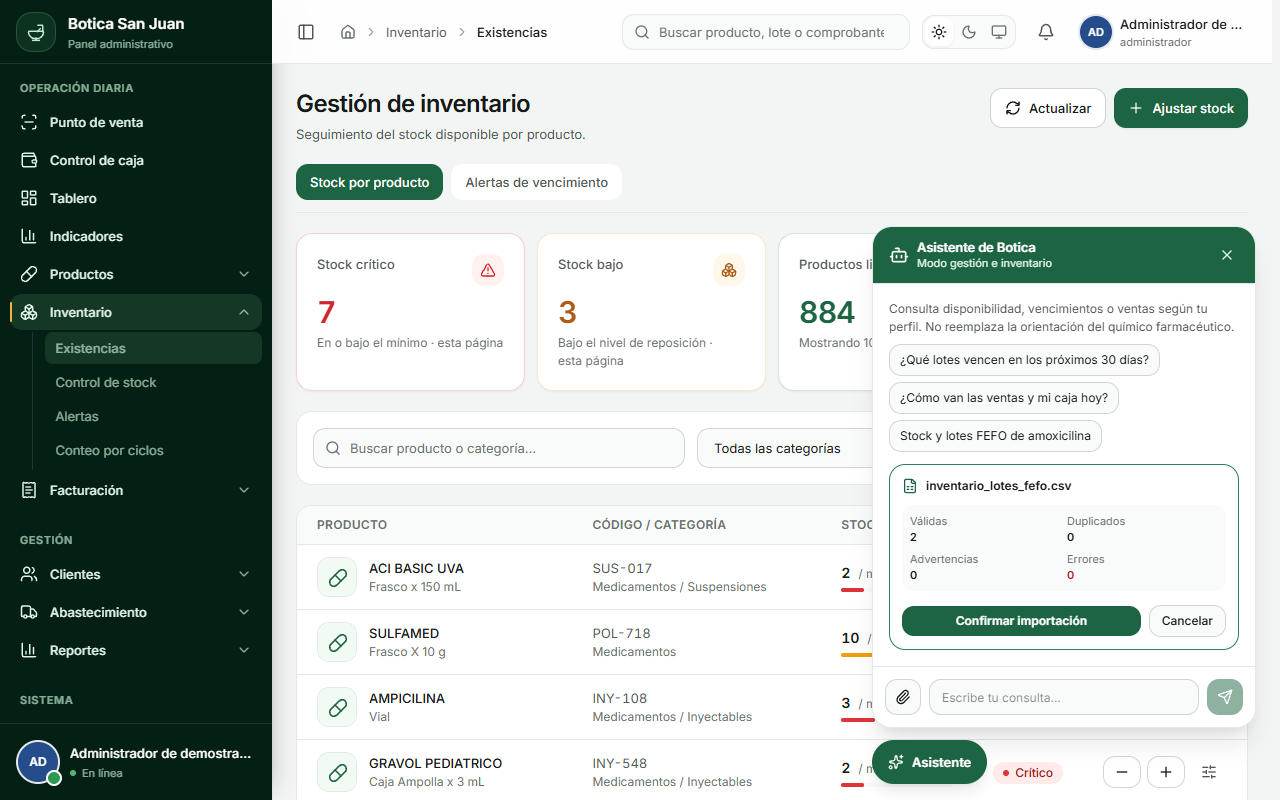 Botica San Juan
Panel administrativo
OPERACIÓN DIARIA
Punto de venta
Control de caja
Tablero
Indicadores
Productos
Inventario
Existencias
Control de stock
Alertas
Conteo por ciclos
Facturación
GESTIÓN
Clientes
Abastecimiento
Reportes
SISTEMA
AD
Administrador de demostra...
En línea
Inventario
Existencias
Buscar producto, lote o comprobante
AD
Administrador de ...
administrador
Gestión de inventario
Seguimiento del stock disponible por producto.
Actualizar
Ajustar stock
Stock por producto
Alertas de vencimiento
Stock crítico
7
En o bajo el mínimo · esta página
Stock bajo
3
Bajo el nivel de reposición ·
esta página
Productos li
884
Mostrando 10
Buscar producto o categoría...
Todas las categorías
PRODUCTO
CÓDIGO / CATEGORÍA
STOC
ACI BASIC UVA
Frasco x 150 mL
SUS-017
Medicamentos / Suspensiones
2 / m
SULFAMED
Frasco X 10 g
POL-718
Medicamentos
10 /
AMPICILINA
Vial
INY-108
Medicamentos / Inyectables
3 / m
GRAVOL PEDIATRICO
Caja Ampolla x 3 mL
INY-548
Medicamentos / Inyectables
2 / m
Crítico
Asistente de Botica
Modo gestión e inventario
Consulta disponibilidad, vencimientos o ventas según tu
perfil. No reemplaza la orientación del químico farmacéutico.
¿Qué lotes vencen en los próximos 30 días?
¿Cómo van las ventas y mi caja hoy?
Stock y lotes FEFO de amoxicilina
inventario_lotes_fefo.csv
Válidas
2
Duplicados
0
Advertencias
0
Errores
0
Confirmar importación
Cancelar
Escribe tu consulta...
Asistente